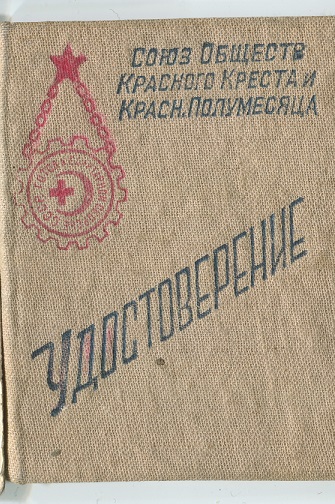 СОЮЗ ОБЩЕСТВ
КРАСНОГО КРЕСТА И
КРАСН. ПОЛУМЕСЯЦА
УДОСТОВЕРЕНИЕ